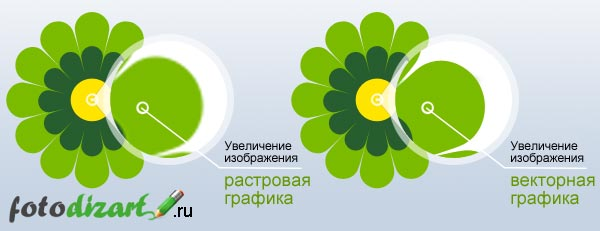 Увеличение
изображения
растровая
графика
Увеличение
изображения
векторная
графика
fotodizart.ru